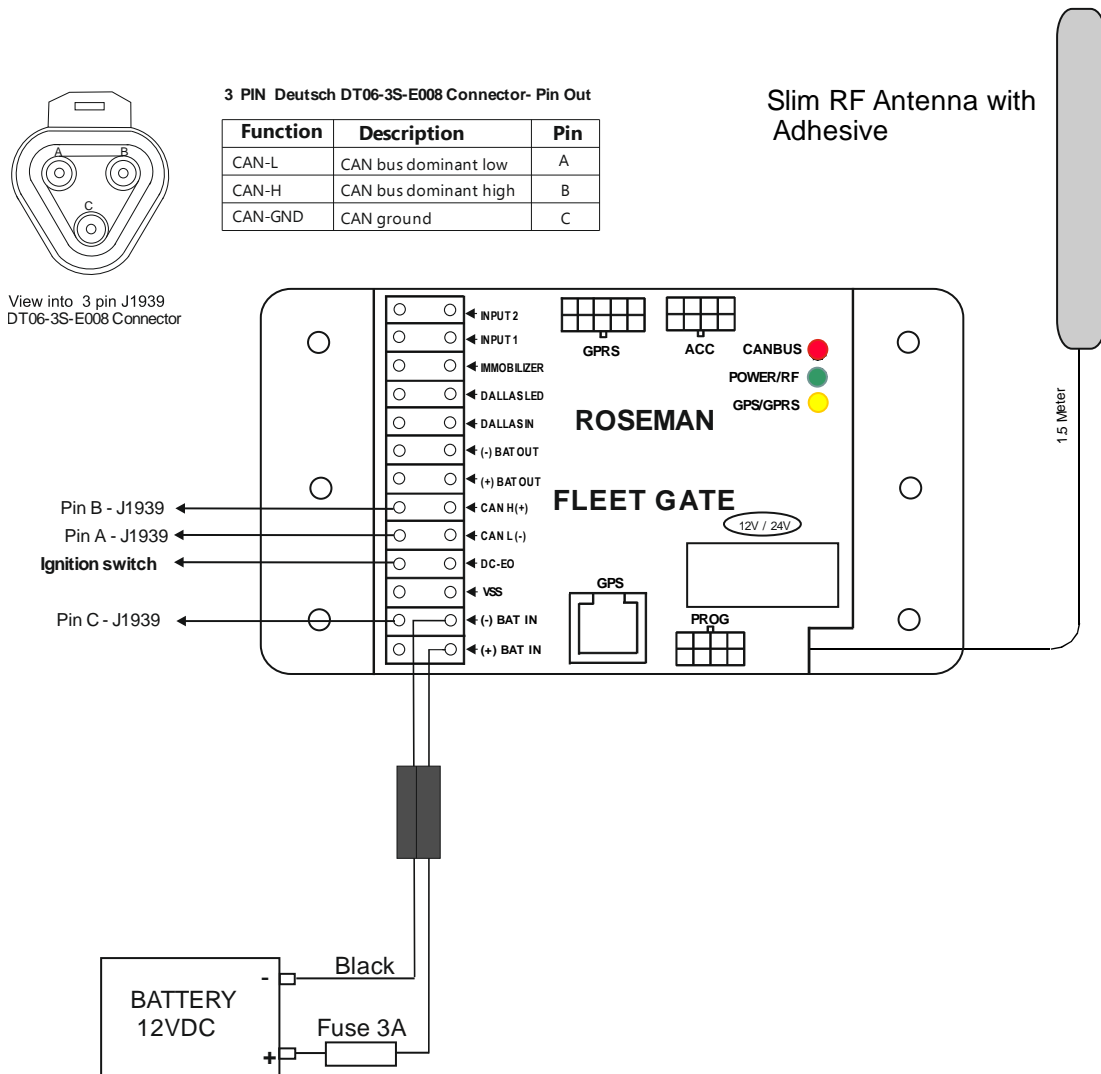 3 PIN Deutsch DT06-3S-E008 Connector- Pin Out
Function Description Pin
CAN-L CAN bus dominant low A
CAN-H CAN bus dominant high B
CAN-GND CAN ground C
A B
C
View into 3 pin J1939
DT06-3S-E008 Connector
Slim RF Antenna with
Adhesive
1.5 Meter
INPUT 2
INPUT 1
IMMOBILIZER
DALLAS LED
DALLAS IN
(-) BAT OUT
(+) BAT OUT
CAN H (+)
CAN L (-)
DC-EO
VSS
(-) BAT IN
(+) BAT IN
Pin B - J1939
Pin A - J1939
Ignition switch
Pin C - J1939
GPRS
ACC
CANBUS
POWER/RF
GPS/GPRS
ROSEMAN
FLEET GATE
12V / 24V
GPS
PROG
Black
-
BATTERY
12VDC
Fuse 3A
+